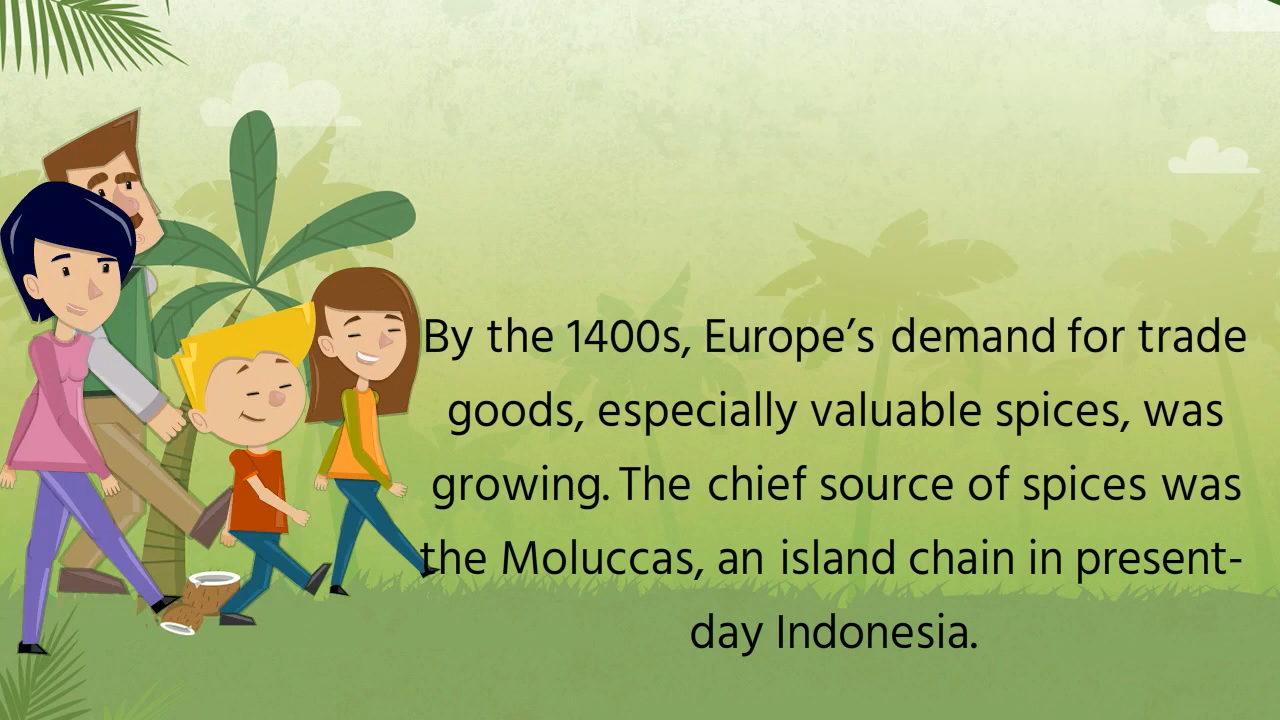 By the 1400s, Europe’s demand for trade
goods, especially valuable spices, was
growing. The chief source of spices was
the Moluccas, an island chain in present-
day Indonesia.